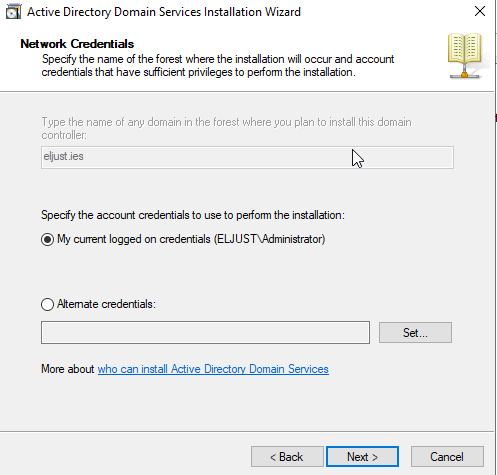 Active Directory Domain Services Installation Wizard
Network Credentials
Specify the name of the forest where the installation will occur and account
credentials that have sufficient privileges to perform the installation.
Type the name of any domain in the forest where you plan to install this domain
controller:
eljust.ies
Specify the account credentials to use to perform the installation:
My current logged on credentials (ELJUST\Administrator)
Alternate credentials:
Set...
More about who can install Active Directory Domain Services
< Back
Next >
Cancel